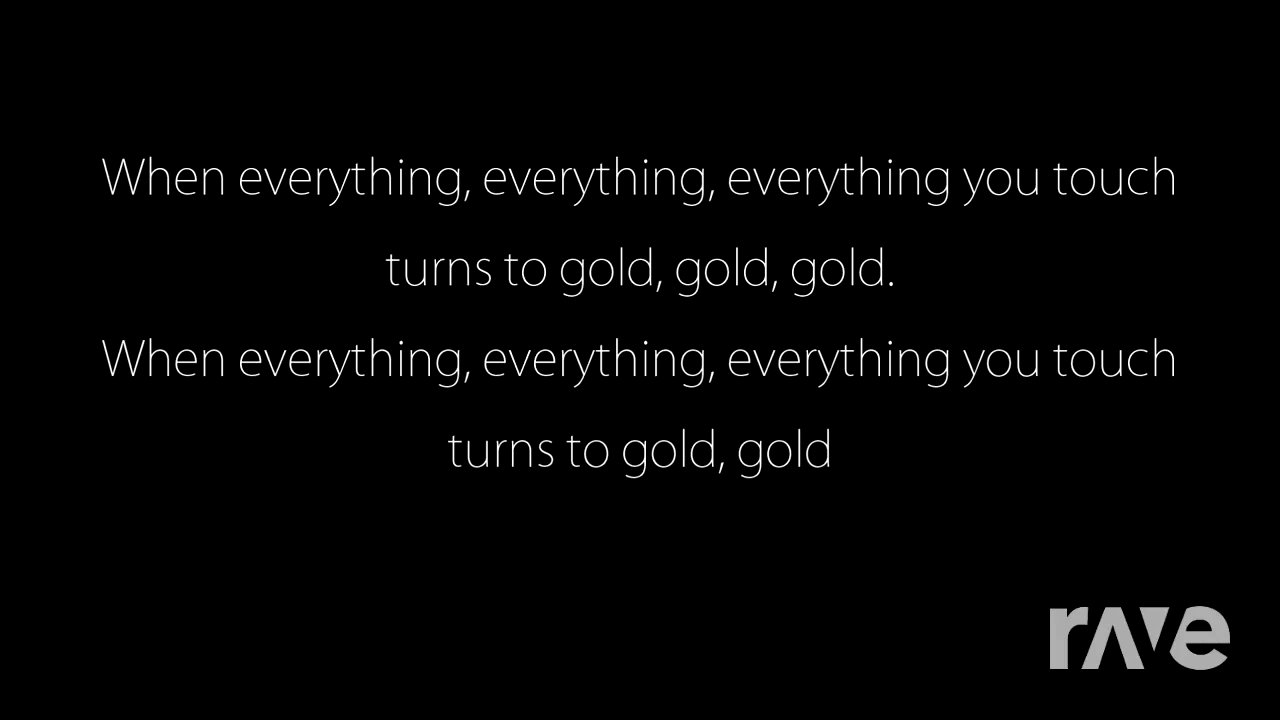 When everything, everything, everything you touch
turns to gold, gold, gold.
When everything, everything, everything you touch
turns to gold, gold
rave